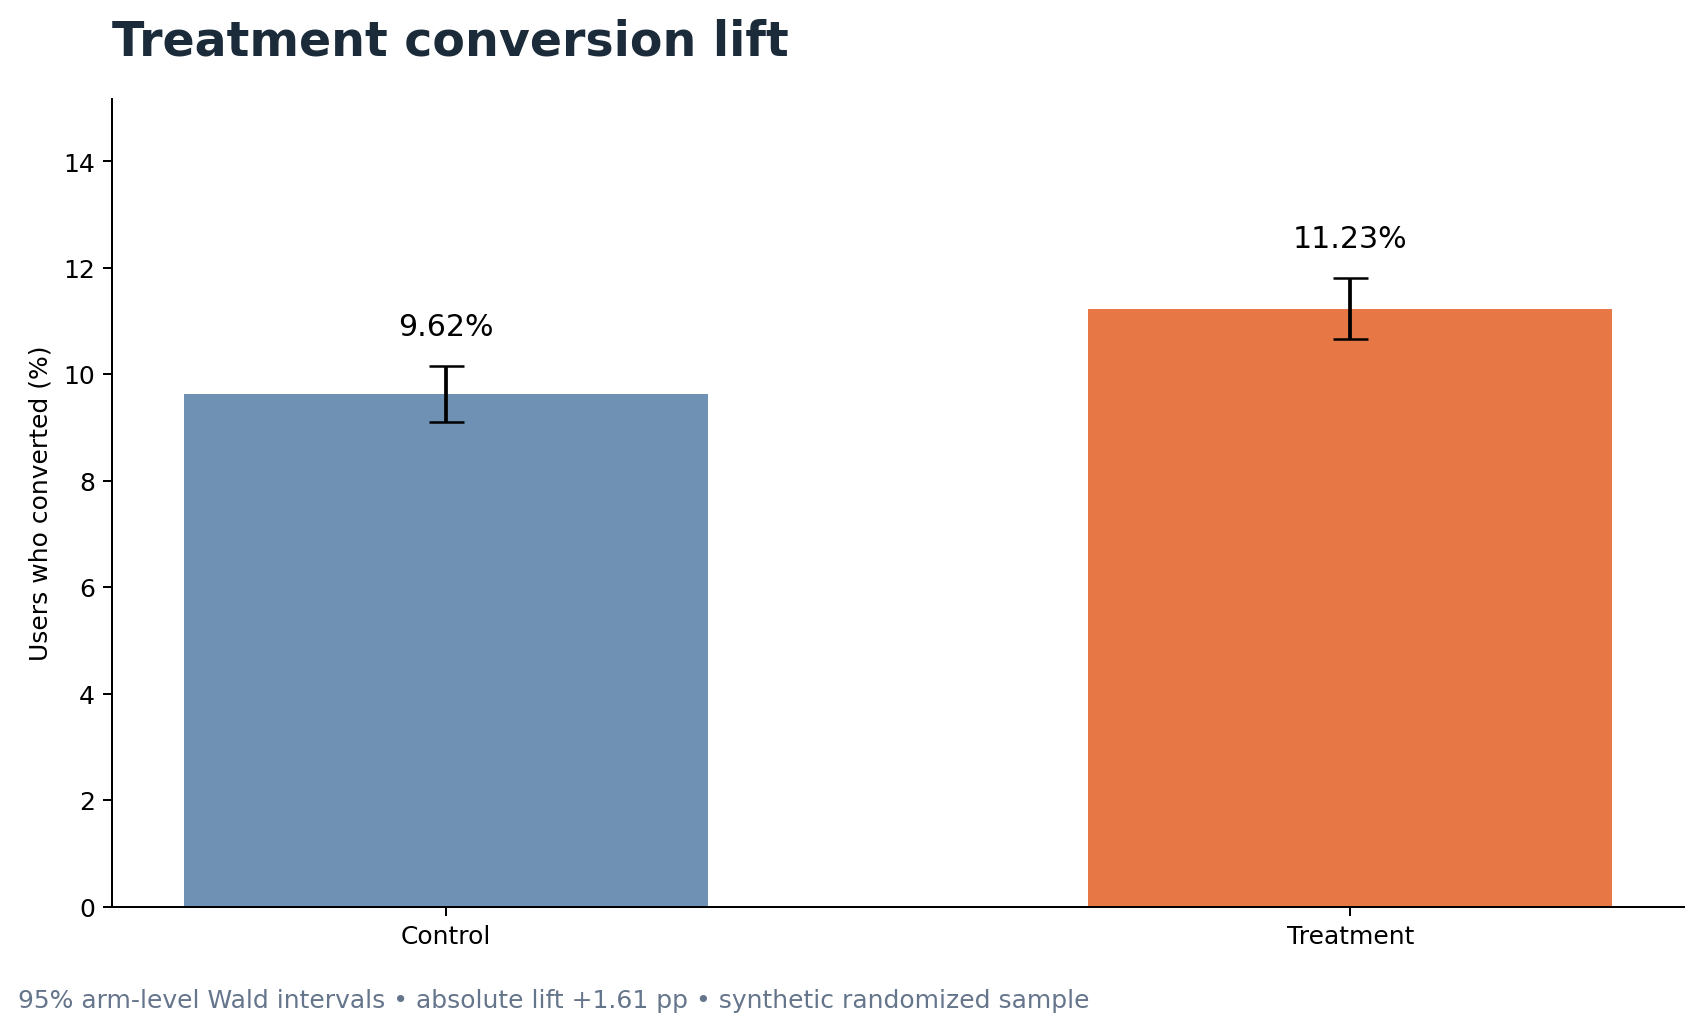 Treatment conversion lift
Users who converted (%)
14
12
10
8
6
4
2
0
9.62%
11.23%
Control
Treatment
95% arm-level Wald intervals • absolute lift +1.61 pp • synthetic randomized sample